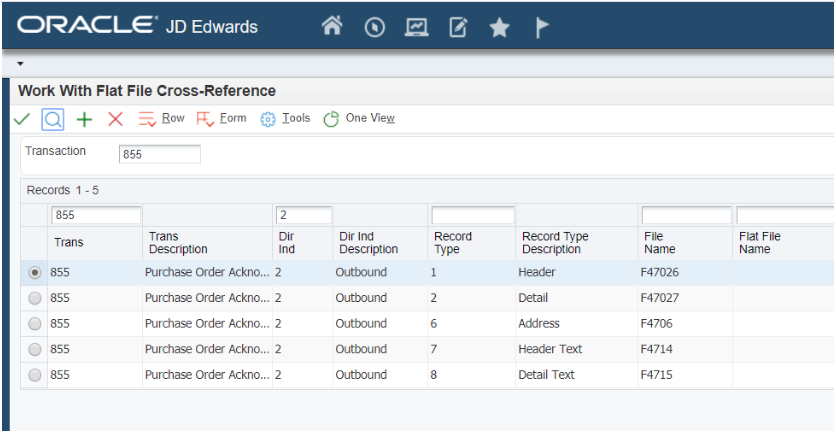 ORACLE JD Edwards
Work With Flat File Cross-Reference
Row Form Tools One View
Transaction 855
Records 1 - 5
855 2
Trans Trans Description Dir Ind Dir Ind Description Record Type Record Type Description File Name Flat File Name
855 Purchase Order Ackno... 2 Outbound 1 Header F47026
855 Purchase Order Ackno... 2 Outbound 2 Detail F47027
855 Purchase Order Ackno... 2 Outbound 6 Address F4706
855 Purchase Order Ackno... 2 Outbound 7 Header Text F4714
855 Purchase Order Ackno... 2 Outbound 8 Detail Text F4715